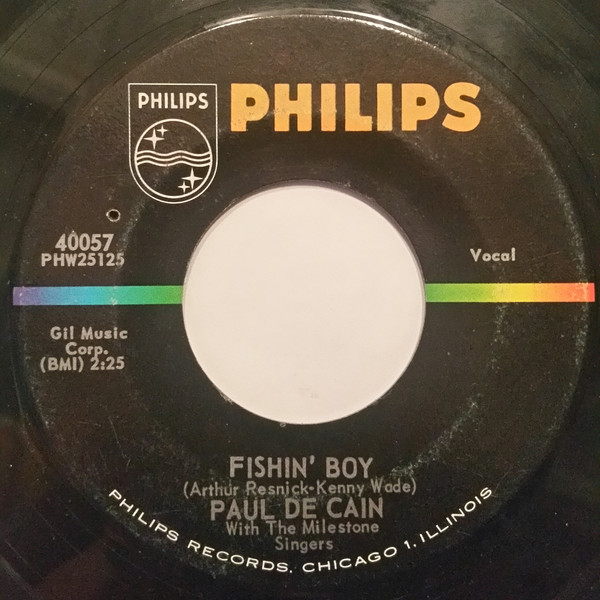 PHILIPS
PHILIPS
40057
PHW25125
Vocal
Gil Music
Corp.
(BMI) 2:25
FISHIN' BOY
(Arthur Resnick-Kenny Wade)
PAUL DE CAIN
With The Milestone
Singers
PHILIPS RECORDS, CHICAGO 1, ILLINOIS